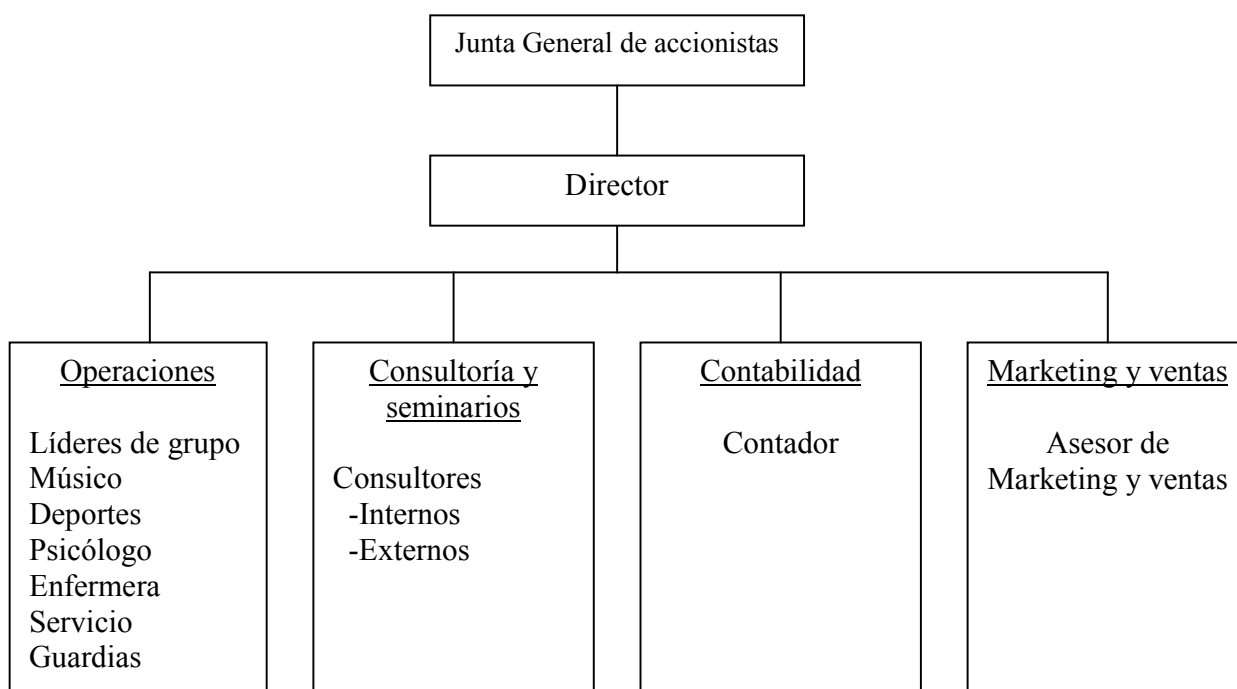 Junta General de accionistas
Director
Operaciones
Líderes de grupo
Músico
Deportes
Psicólogo
Enfermera
Servicio
Guardias
Consultoría y
seminarios
Consultores
-Internos
-Externos
Contabilidad
Contador
Marketing y ventas
Asesor de
Marketing y ventas